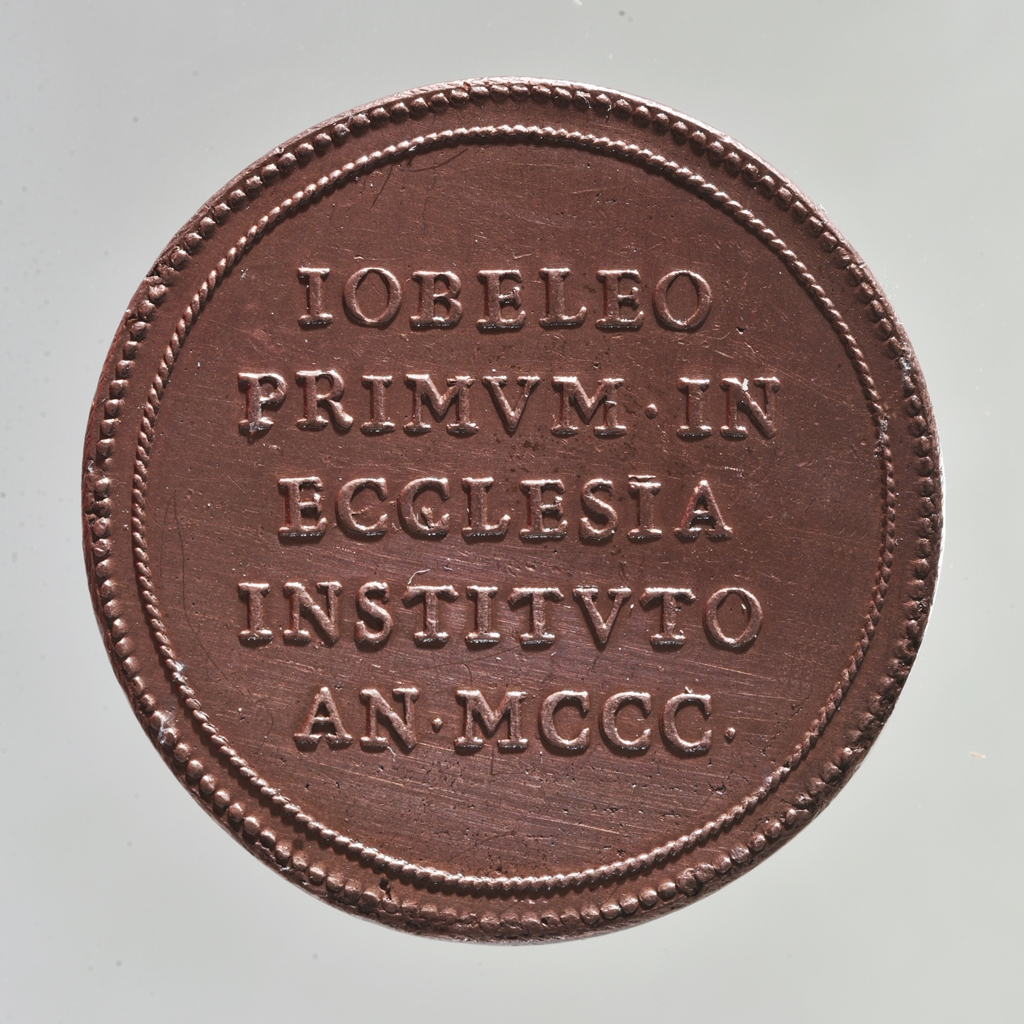 IOBELEO
PRIMVM · IN
ECCLESIA
INSTITVTO
AN · MCCC ·